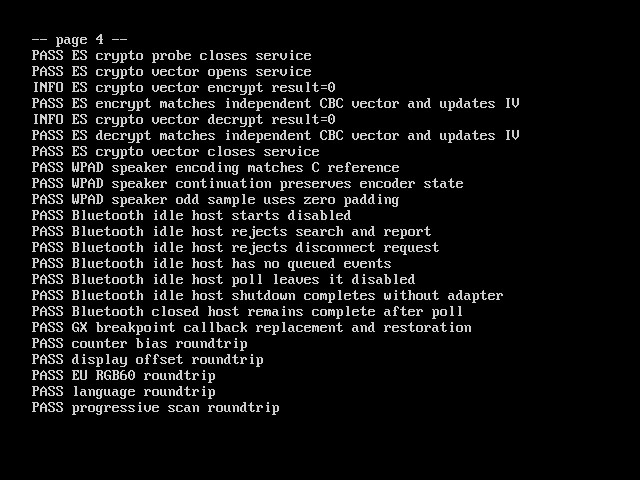 -- page 4 --
PASS ES crypto probe closes service
PASS ES crypto vector opens service
INFO ES crypto vector encrypt result=0
PASS ES encrypt matches independent CBC vector and updates IV
INFO ES crypto vector decrypt result=0
PASS ES decrypt matches independent CBC vector and updates IV
PASS ES crypto vector closes service
PASS WPAD speaker encoding matches C reference
PASS WPAD speaker continuation preserves encoder state
PASS WPAD speaker odd sample uses zero padding
PASS Bluetooth idle host starts disabled
PASS Bluetooth idle host rejects search and report
PASS Bluetooth idle host rejects disconnect request
PASS Bluetooth idle host has no queued events
PASS Bluetooth idle host poll leaves it disabled
PASS Bluetooth idle host shutdown completes without adapter
PASS Bluetooth closed host remains complete after poll
PASS GX breakpoint callback replacement and restoration
PASS counter bias roundtrip
PASS display offset roundtrip
PASS EU RGB60 roundtrip
PASS language roundtrip
PASS progressive scan roundtrip